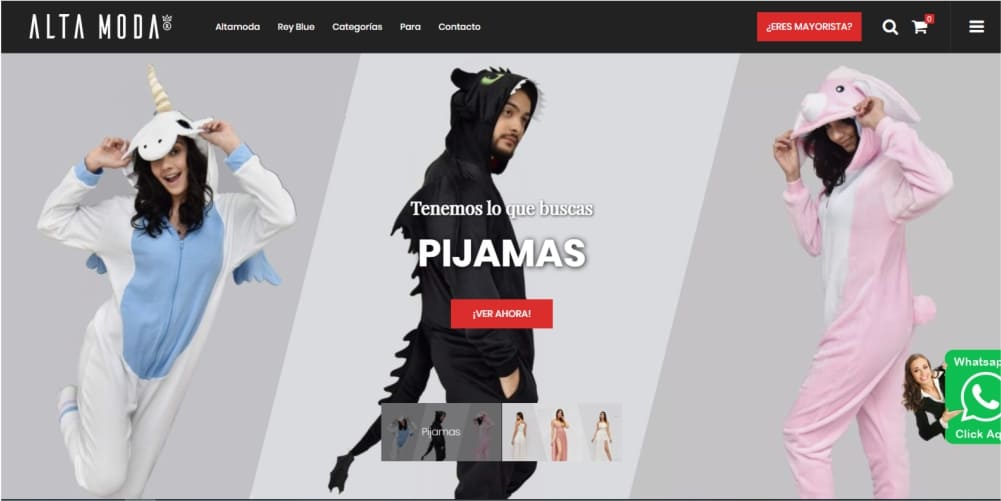 ALTA MODA
Altamoda
Rey Blue
Categorías
Para
Contacto
¿ERES MAYORISTA?
0
Tenemos lo que buscas
PIJAMAS
¡VER AHORA!
Pijamas
Whatsap
Click Aq